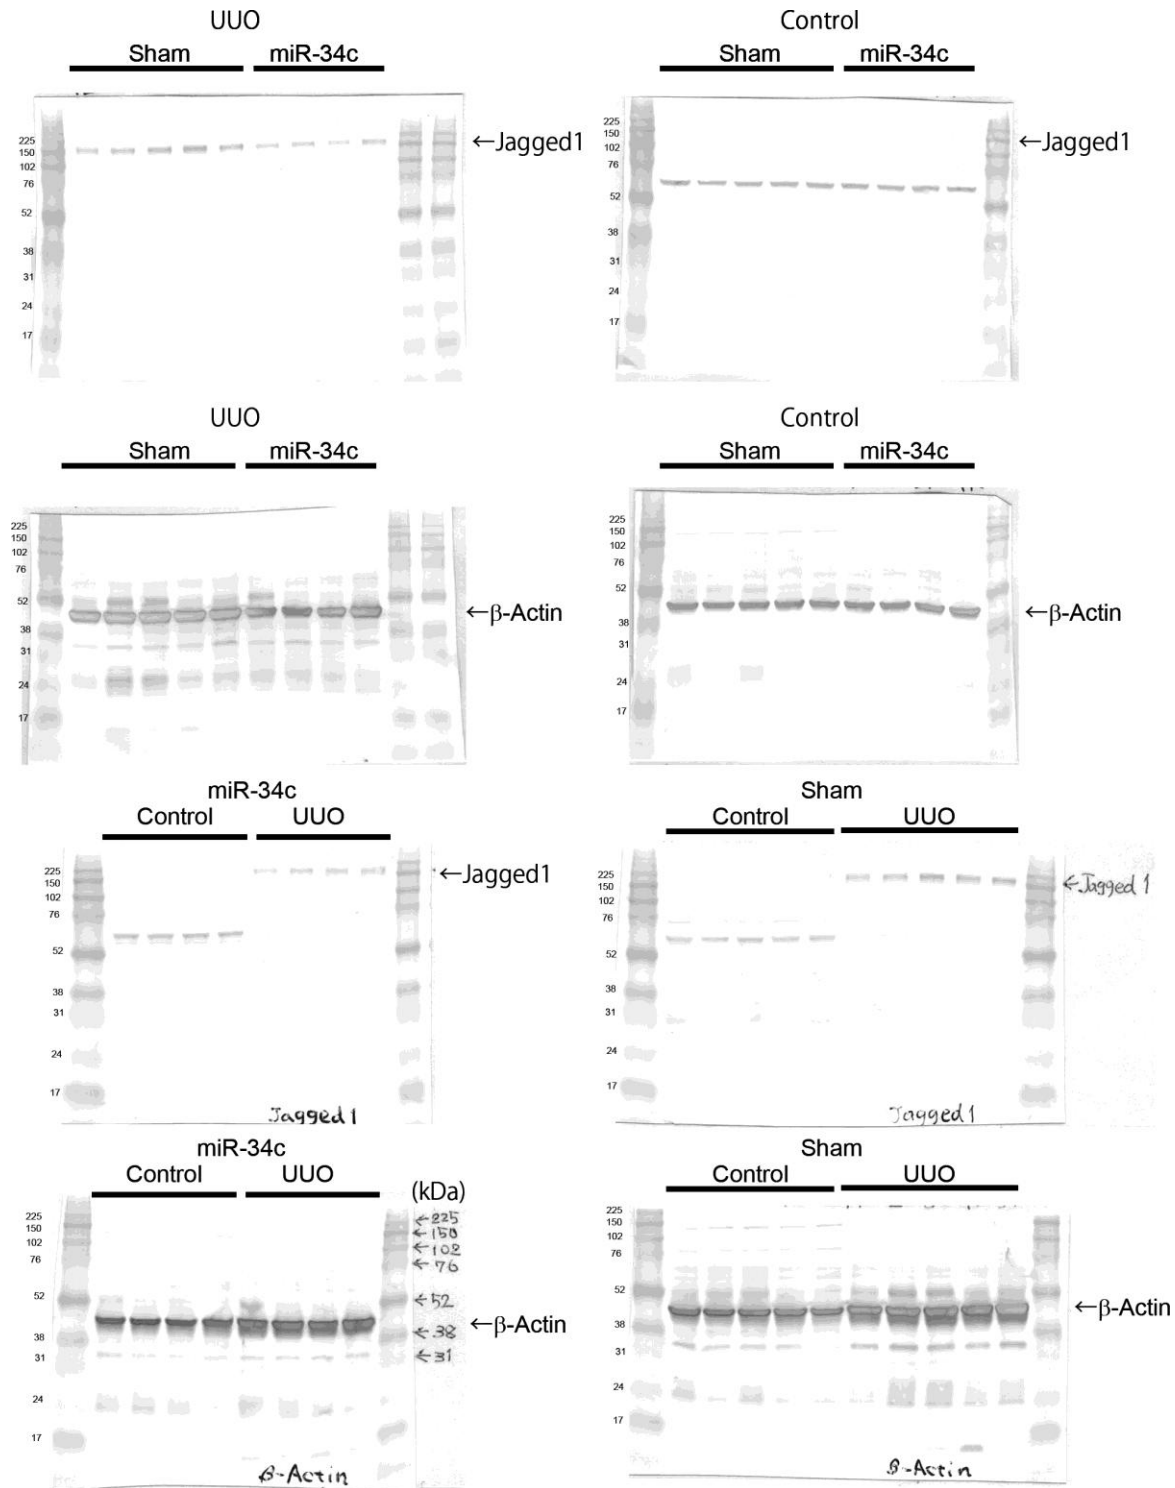 UUO
Sham miR-34c
225
150
102
76
52
38
31
24
17
←Jagged1
Control
Sham miR-34c
225
150
102
76
52
38
31
24
17
←Jagged1
UUO
Sham miR-34c
225
150
102
76
52
38
31
24
17
←β-Actin
Control
Sham miR-34c
225
150
102
76
52
38
31
24
17
←β-Actin
miR-34c
Control UUO
225
150
102
76
52
38
31
24
17
←Jagged1
Jagged1
Sham
Control UUO
225
150
102
76
52
38
31
24
17
←Jagged1
Jagged1
miR-34c
Control UUO
(kDa)
225
150
102
76
52
38
31
24
17
←225
←150
←102
←76
←52
←38
←31
←β-Actin
β-Actin
Sham
Control UUO
225
150
102
76
52
38
31
24
17
←β-Actin
β-Actin